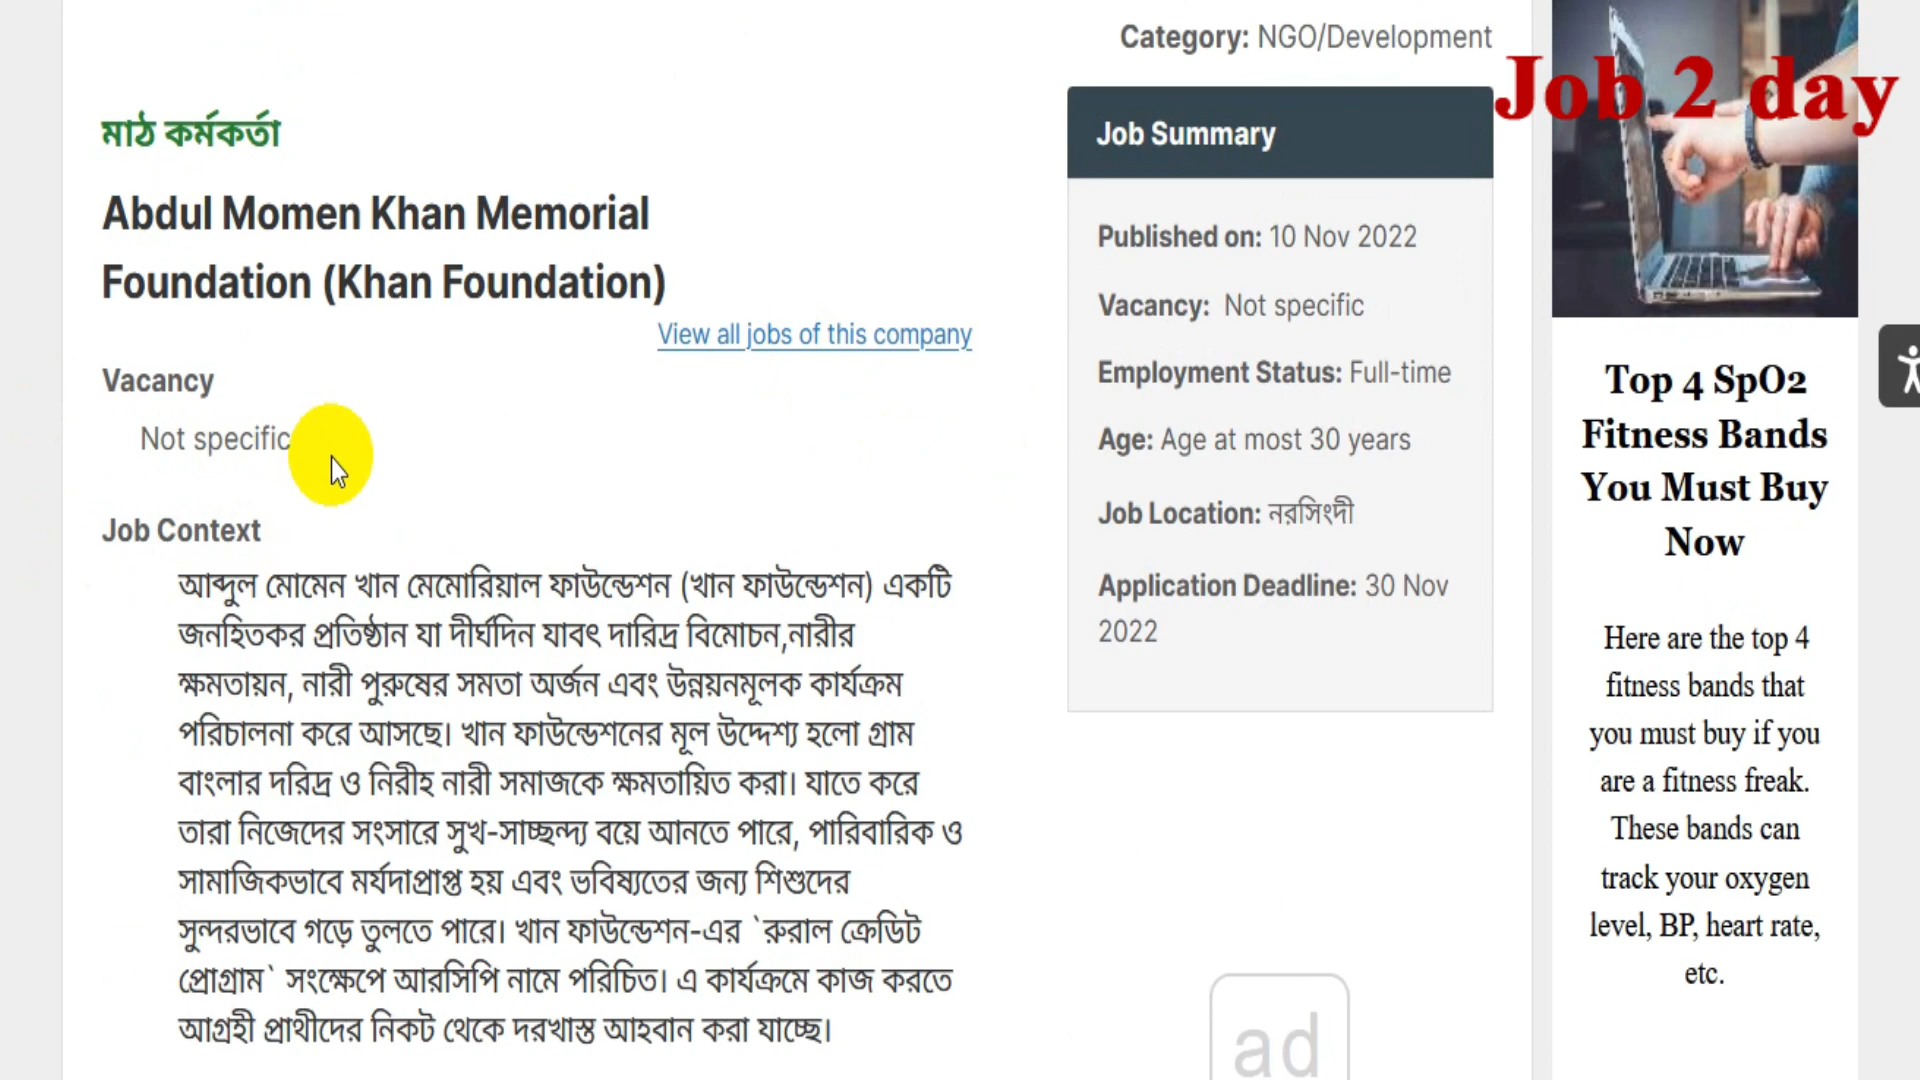 Category: NGO/Development
Job 2 day
মাঠ কর্মকর্তা
Abdul Momen Khan Memorial
Foundation (Khan Foundation)
View all jobs of this company
Vacancy
Not specific
Job Context
আব্দুল মোমেন খান মেমোরিয়াল ফাউন্ডেশন (খান ফাউন্ডেশন) একটি
জনহিতকর প্রতিষ্ঠান যা দীর্ঘদিন যাবৎ দারিদ্র বিমোচন,নারীর
ক্ষমতায়ন, নারী পুরুষের সমতা অর্জন এবং উন্নয়নমূলক কার্যক্রম
পরিচালনা করে আসছে। খান ফাউন্ডেশনের মূল উদ্দেশ্য হলো গ্রাম
বাংলার দরিদ্র ও নিরীহ নারী সমাজকে ক্ষমতায়িত করা। যাতে করে
তারা নিজেদের সংসারে সুখ-সাচ্ছন্দ্য বয়ে আনতে পারে, পারিবারিক ও
সামাজিকভাবে মর্যদাপ্রাপ্ত হয় এবং ভবিষ্যতের জন্য শিশুদের
সুন্দরভাবে গড়ে তুলতে পারে। খান ফাউন্ডেশন-এর `রুরাল ক্রেডিট
প্রোগ্রাম` সংক্ষেপে আরসিপি নামে পরিচিত। এ কার্যক্রমে কাজ করতে
আগ্রহী প্রার্থীদের নিকট থেকে দরখাস্ত আহবান করা যাচ্ছে।
Job Summary
Published on: 10 Nov 2022
Vacancy: Not specific
Employment Status: Full-time
Age: Age at most 30 years
Job Location: নরসিংদী
Application Deadline: 30 Nov
2022
ad
Top 4 SpO2
Fitness Bands
You Must Buy
Now
Here are the top 4
fitness bands that
you must buy if you
are a fitness freak.
These bands can
track your oxygen
level, BP, heart rate,
etc.